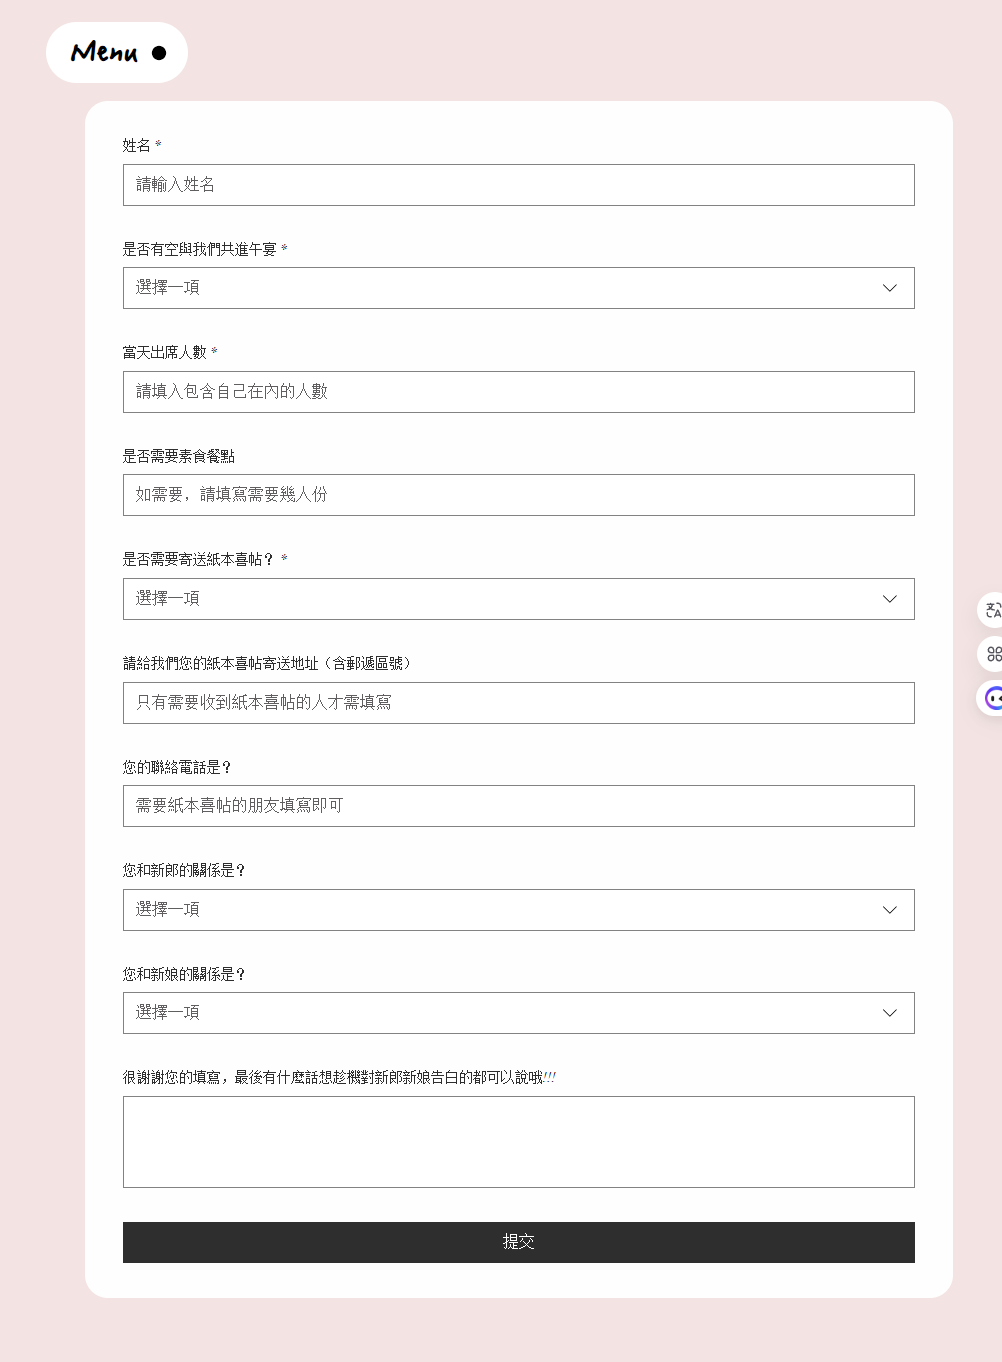 Menu
姓名 *
請輸入姓名
是否有空與我們共進午宴 *
選擇一項
當天出席人數 *
請填入包含自己在內的人數
是否需要素食餐點
如需要，請填寫需要幾人份
是否需要寄送紙本喜帖？ *
選擇一項
請給我們您的紙本喜帖寄送地址（含郵遞區號）
只有需要收到紙本喜帖的人才需填寫
您的聯絡電話是？
需要紙本喜帖的朋友填寫即可
您和新郎的關係是？
選擇一項
您和新娘的關係是？
選擇一項
很謝謝您的填寫，最後有什麼話想趁機對新郎新娘告白的都可以說哦!!!
提交